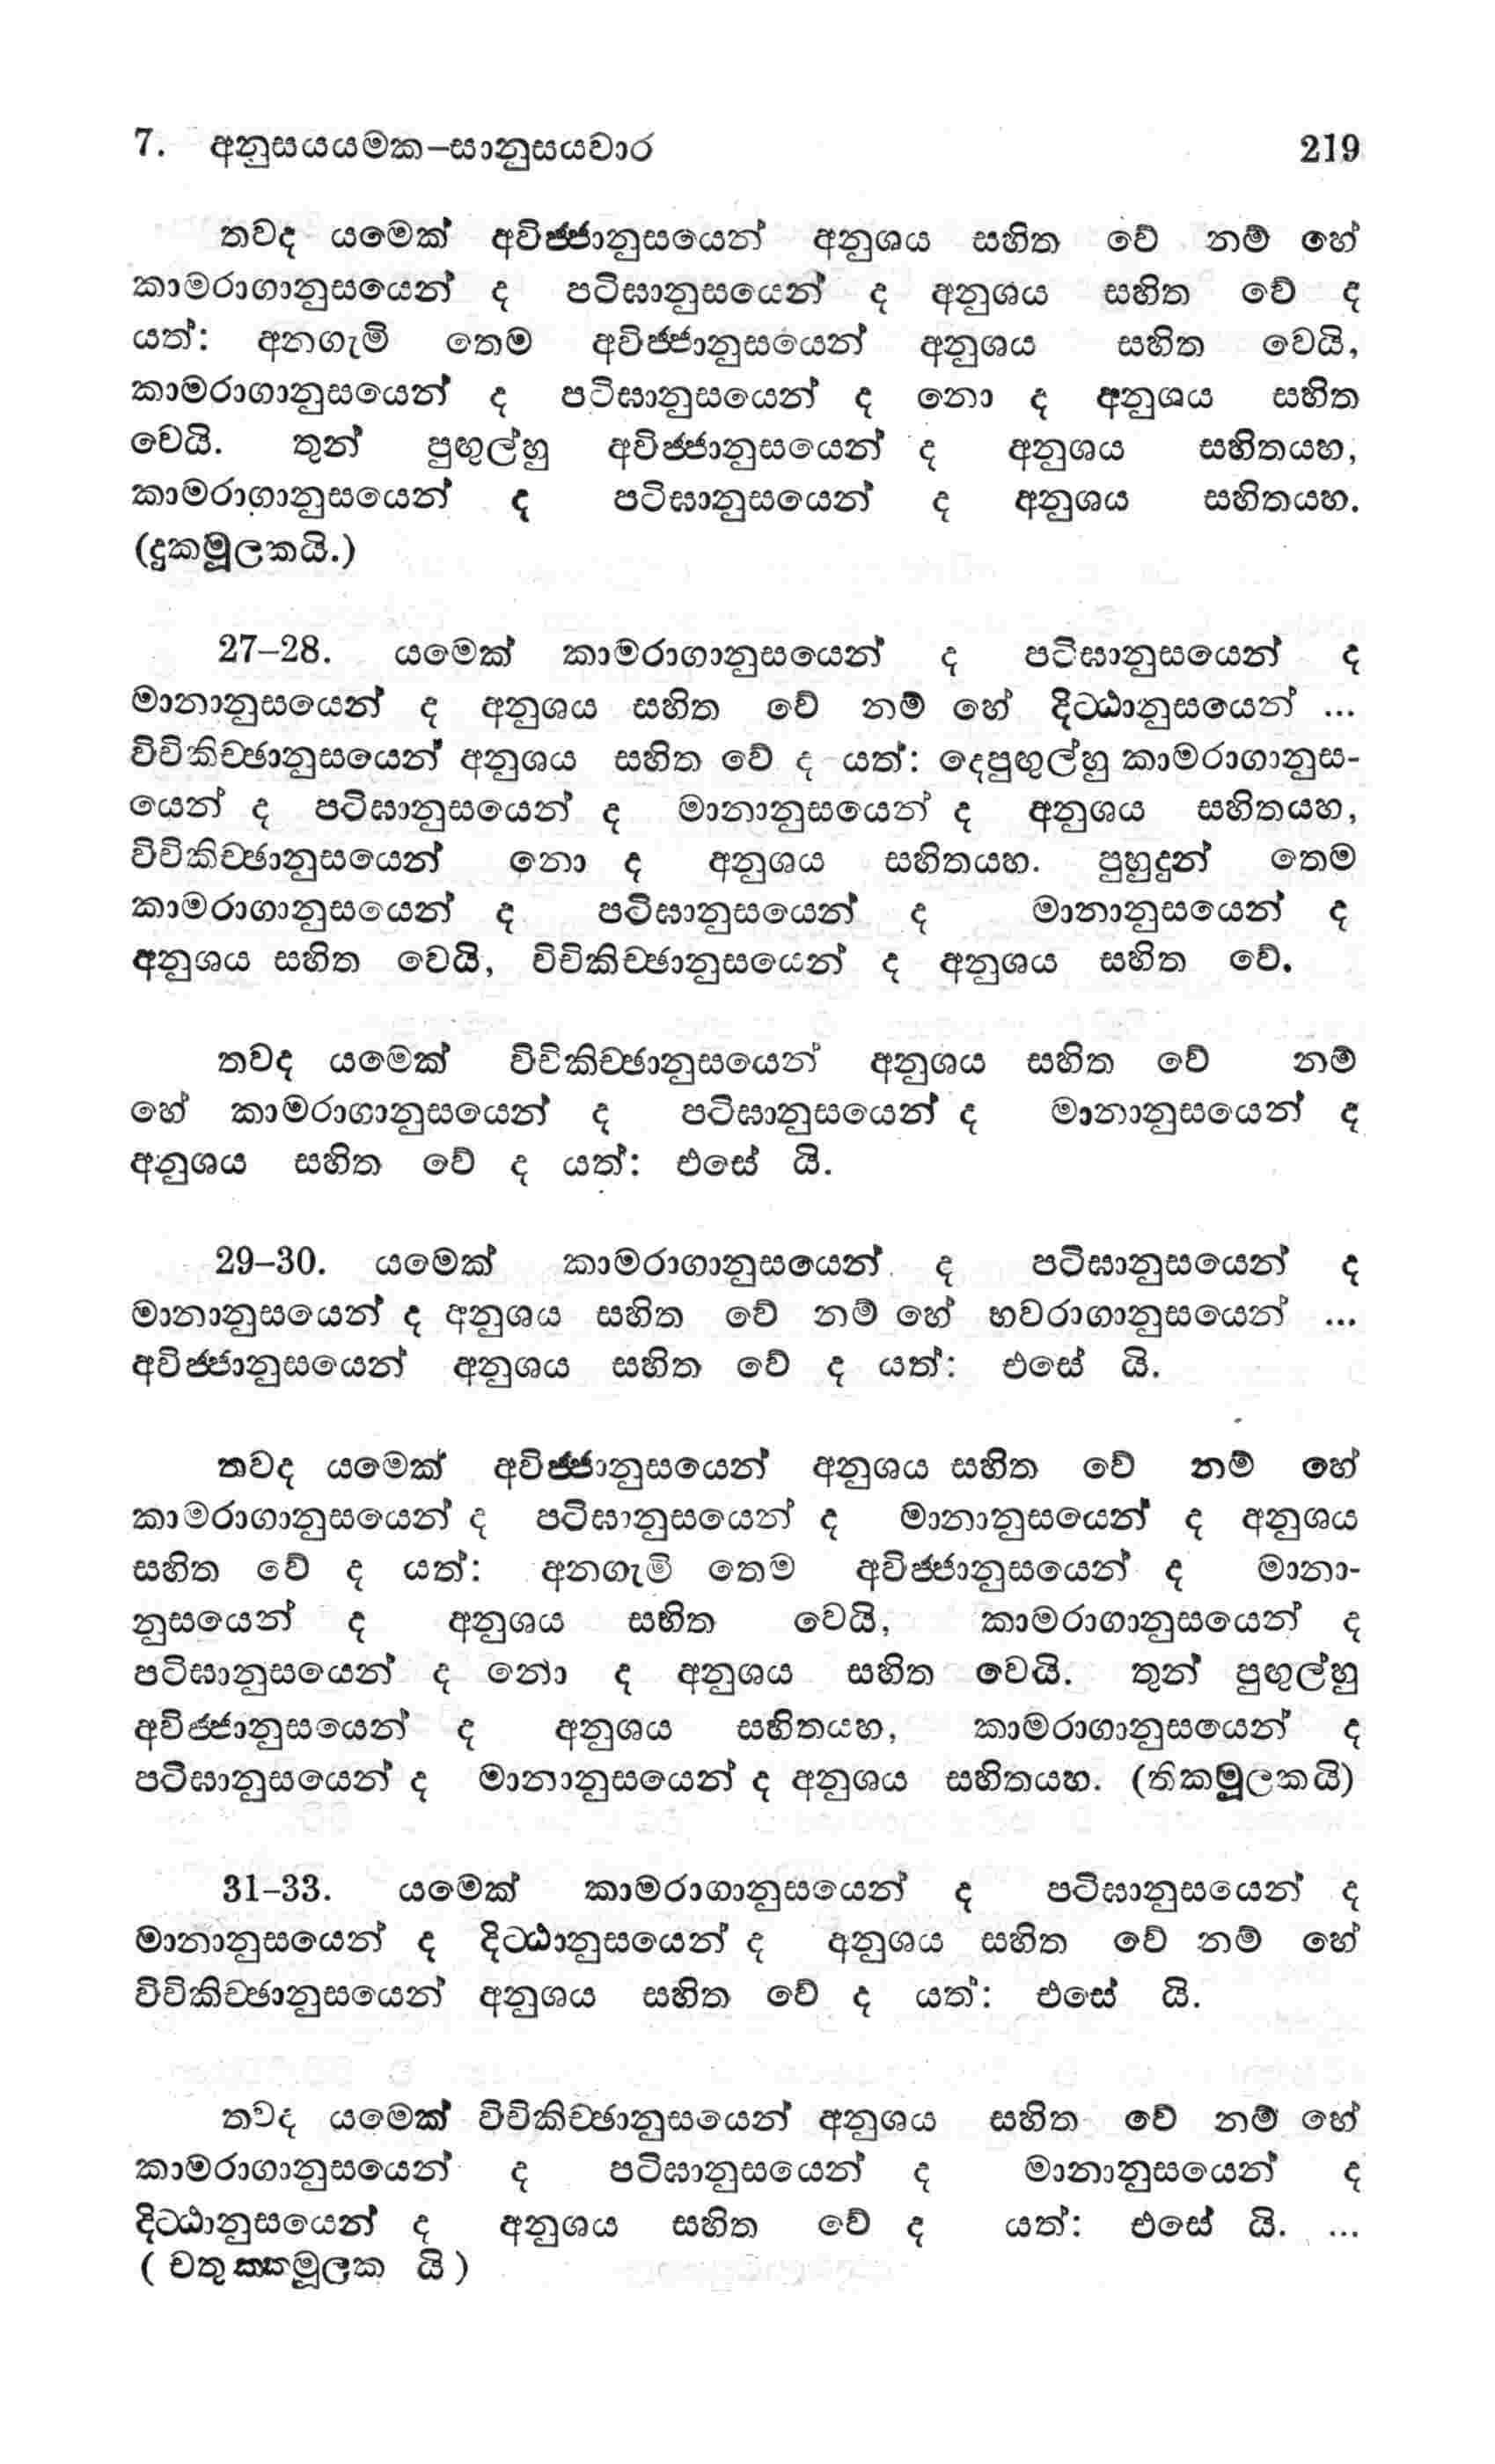 7. අනුසයයමක-සානුසයවාර 219
තවද යමෙක් අවිජ්ජානුසයෙන් අනුශය සහිත වේ නම් හේ
කාමරාගානුසයෙන් ද පටිඝානුසයෙන් ද අනුශය සහිත වේ ද
යත්: අනගැමි තෙම අවිජ්ජානුසයෙන් අනුශය සහිත වෙයි,
කාමරාගානුසයෙන් ද පටිඝානුසයෙන් ද නො ද අනුශය සහිත
වෙයි. තුන් පුඟුල්හු අවිජ්ජානුසයෙන් ද අනුශය සහිතයහ,
කාමරාගානුසයෙන් ද පටිඝානුසයෙන් ද අනුශය සහිතයහ.
(දුකමූලකයි.)
27–28. යමෙක් කාමරාගානුසයෙන් ද පටිඝානුසයෙන් ද
මානානුසයෙන් ද අනුශය සහිත වේ නම් හේ දිට්ඨානුසයෙන් ...
විචිකිච්ඡානුසයෙන් අනුශය සහිත වේ ද යත්: දෙපුඟුල්හු කාමරාගානුස-
යෙන් ද පටිඝානුසයෙන් ද මානානුසයෙන් ද අනුශය සහිතයහ,
විචිකිච්ඡානුසයෙන් නො ද අනුශය සහිතයහ. පුහුදුන් තෙම
කාමරාගානුසයෙන් ද පටිඝානුසයෙන් ද මානානුසයෙන් ද
අනුශය සහිත වෙයි, විචිකිච්ඡානුසයෙන් ද අනුශය සහිත වේ.
තවද යමෙක් විචිකිච්ඡානුසයෙන් අනුශය සහිත වේ නම්
හේ කාමරාගානුසයෙන් ද පටිඝානුසයෙන් ද මානානුසයෙන් ද
අනුශය සහිත වේ ද යත්: එසේ යි.
29–30. යමෙක් කාමරාගානුසයෙන් ද පටිඝානුසයෙන් ද
මානානුසයෙන් ද අනුශය සහිත වේ නම් හේ භවරාගානුසයෙන් ...
අවිජ්ජානුසයෙන් අනුශය සහිත වේ ද යත්: එසේ යි.
තවද යමෙක් අවිජ්ජානුසයෙන් අනුශය සහිත වේ නම් හේ
කාමරාගානුසයෙන් ද පටිඝානුසයෙන් ද මානානුසයෙන් ද අනුශය
සහිත වේ ද යත්: අනගැමි තෙම අවිජ්ජානුසයෙන් ද මානා-
නුසයෙන් ද අනුශය සහිත වෙයි, කාමරාගානුසයෙන් ද
පටිඝානුසයෙන් ද නො ද අනුශය සහිත වෙයි. තුන් පුඟුල්හු
අවිජ්ජානුසයෙන් ද අනුශය සහිතයහ, කාමරාගානුසයෙන් ද
පටිඝානුසයෙන් ද මානානුසයෙන් ද අනුශය සහිතයහ. (තිකමූලකයි)
31–33. යමෙක් කාමරාගානුසයෙන් ද පටිඝානුසයෙන් ද
මානානුසයෙන් ද දිට්ඨානුසයෙන් ද අනුශය සහිත වේ නම් හේ
විචිකිච්ඡානුසයෙන් අනුශය සහිත වේ ද යත්: එසේ යි.
තවද යමෙක් විචිකිච්ඡානුසයෙන් අනුශය සහිත වේ නම් හේ
කාමරාගානුසයෙන් ද පටිඝානුසයෙන් ද මානානුසයෙන් ද
දිට්ඨානුසයෙන් ද අනුශය සහිත වේ ද යත්: එසේ යි. ...
( චතුක්කමූලක යි )